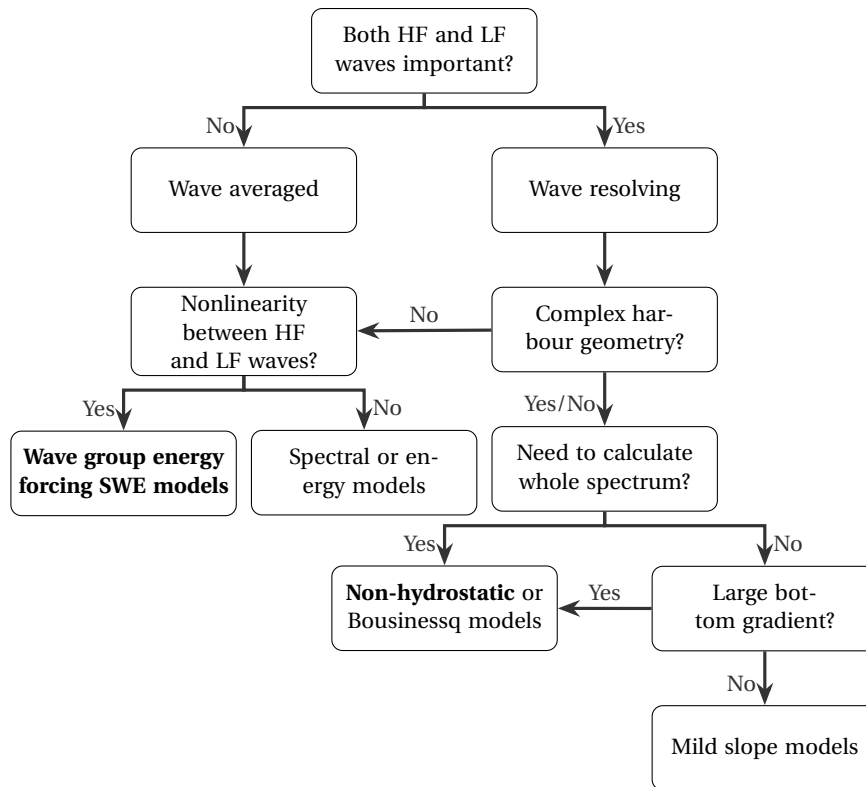 Both HF and LF
waves important?
No
Yes
Wave averaged
Wave resolving
Nonlinearity
between HF
and LF waves?
No
Complex har-
bour geometry?
Yes
No
Yes/No
Wave group energy
forcing SWE models
Spectral or en-
ergy models
Need to calculate
whole spectrum?
Yes
No
Non-hydrostatic or
Bousinessq models
Yes
Large bot-
tom gradient?
No
Mild slope models